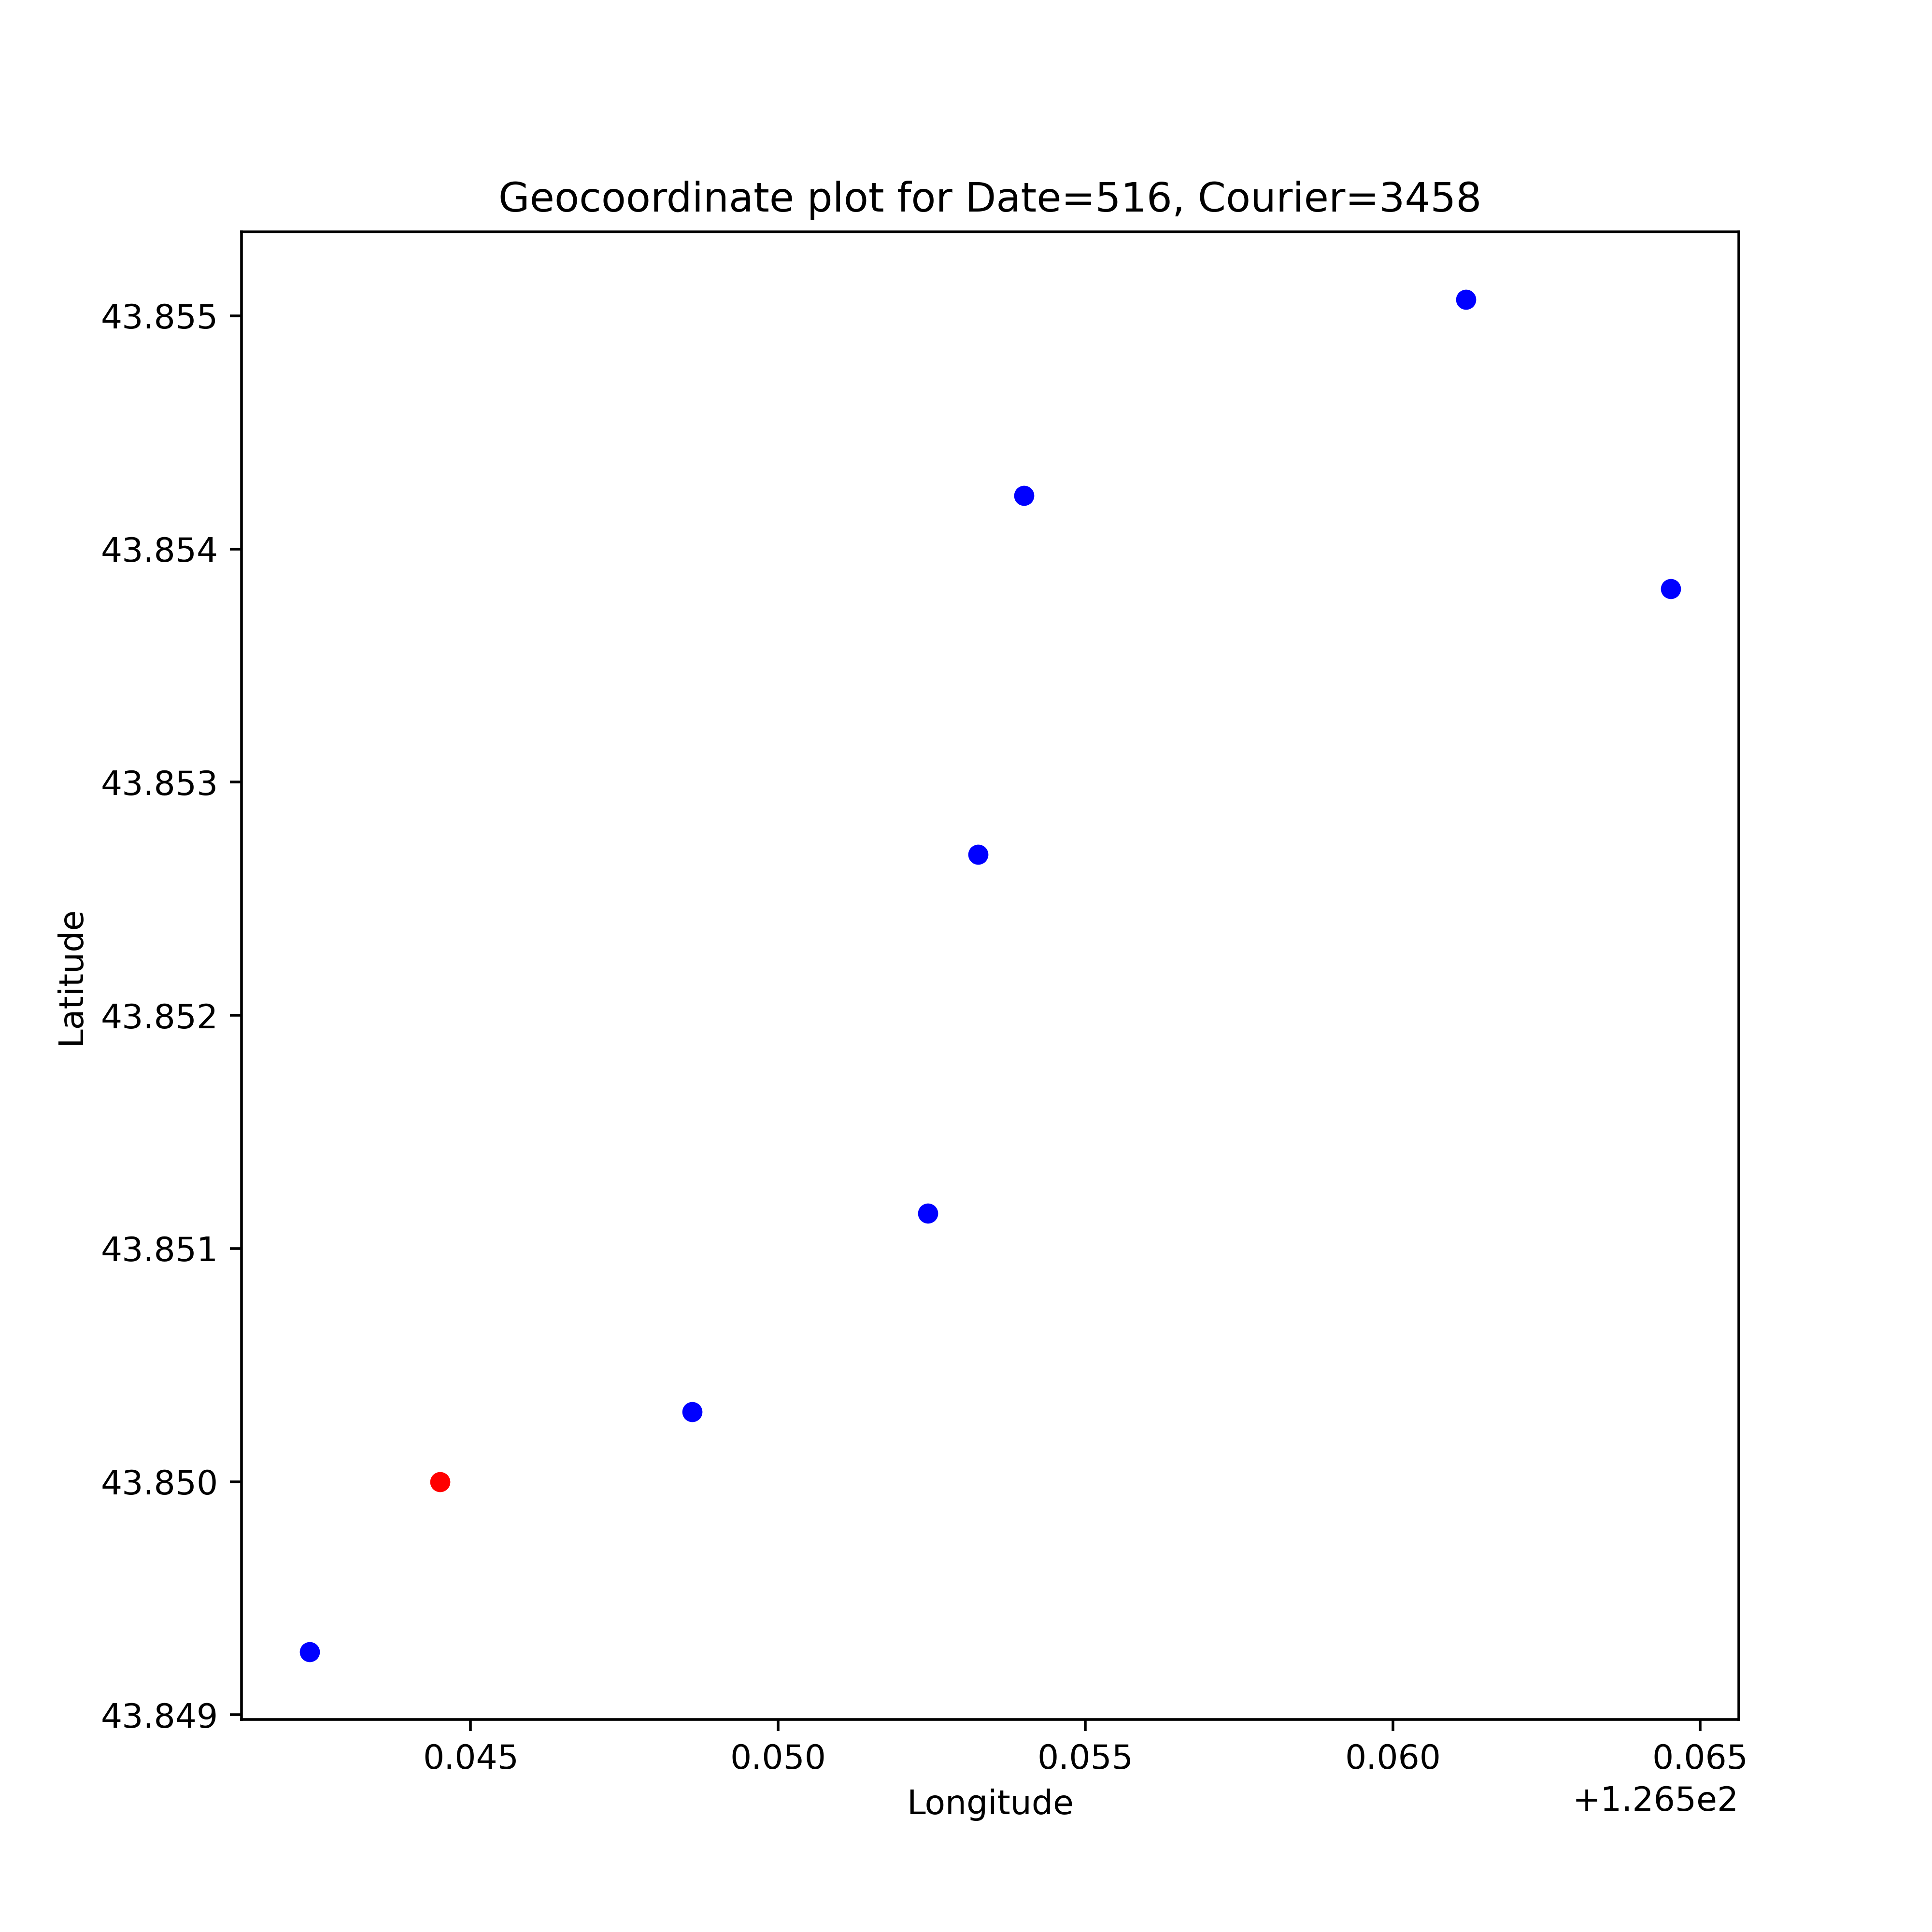 Geocoordinate plot for Date=516, Courier=3458
43.855
43.854
43.853
43.852
43.851
43.850
43.849
Latitude
0.045 0.050 0.055 0.060 0.065
+1.265e2
Longitude